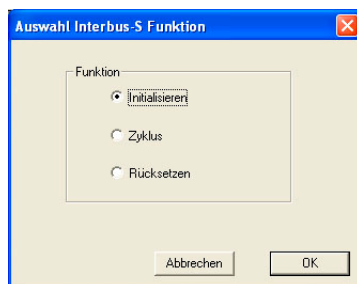 Auswahl Interbus-S Funktion
Funktion
Initialisieren
Zyklus
Rücksetzen
Abbrechen
OK